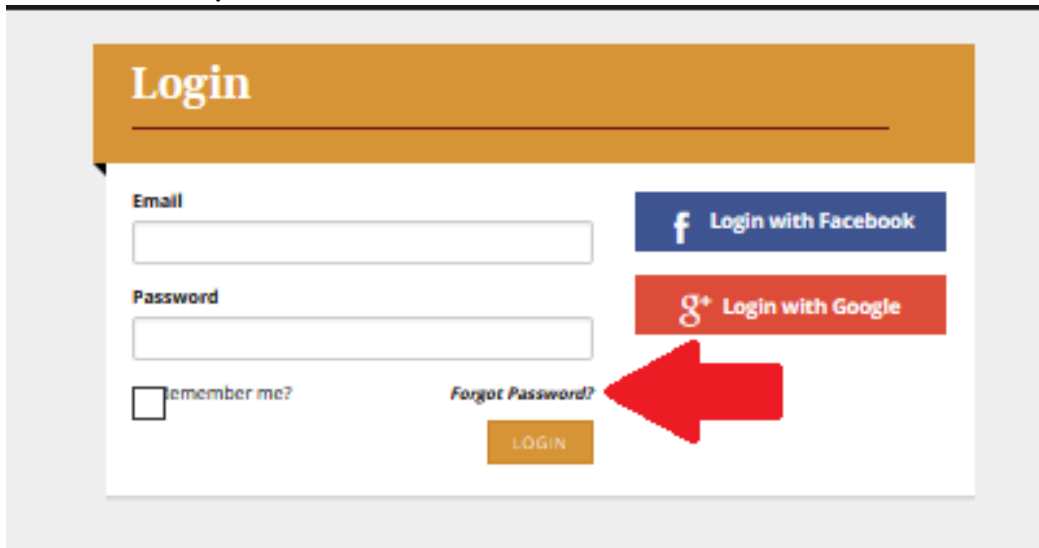 Login
Email
f Login with Facebook
Password
g+ Login with Google
emember me?
Forgot Password?
LOGIN